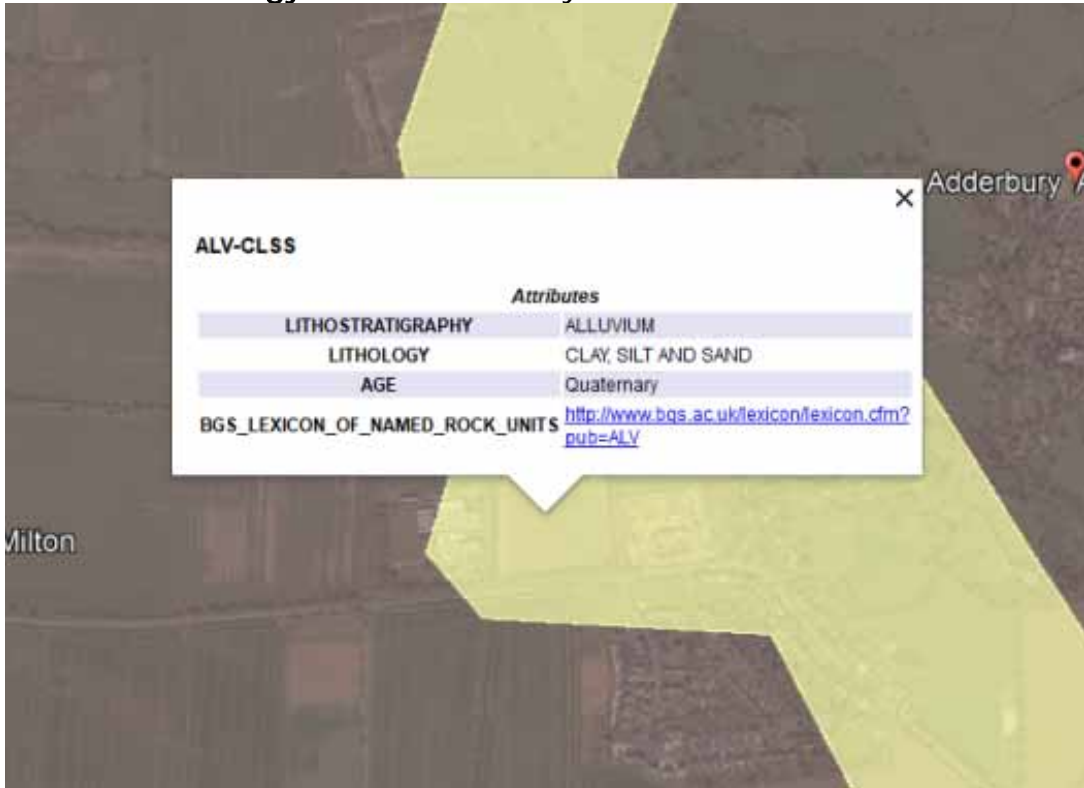 Adderbury
ALV-CLSS
Attributes
LITHOSTRATIGRAPHY ALLUVIUM
LITHOLOGY CLAY, SILT AND SAND
AGE Quaternary
BGS_LEXICON_OF_NAMED_ROCK_UNITS http://www.bgs.ac.uk/lexicon/lexicon.cfm?
pub=ALV
Milton